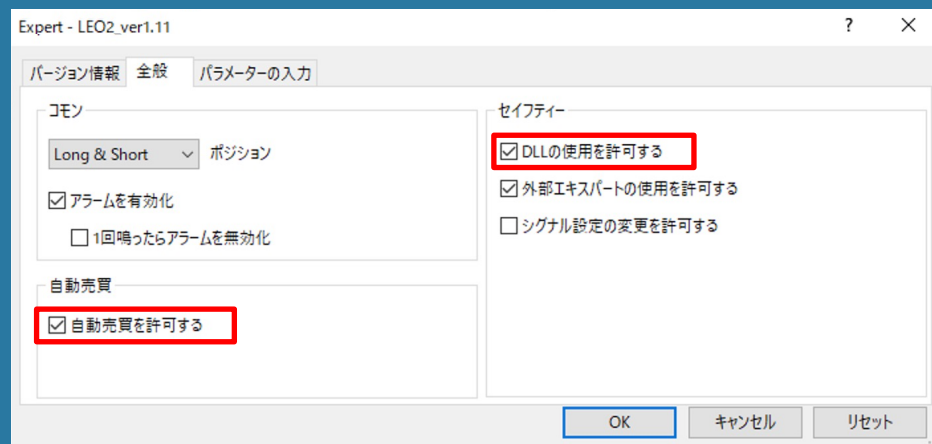 Expert - LEO2_ver1.11
バージョン情報 全般 パラメーターの入力
コモン
Long & Short ポジション
アラームを有効化
1回鳴ったらアラームを無効化
自動売買
自動売買を許可する
セイフティー
DLLの使用を許可する
外部エキスパートの使用を許可する
シグナル設定の変更を許可する
OK キャンセル リセット